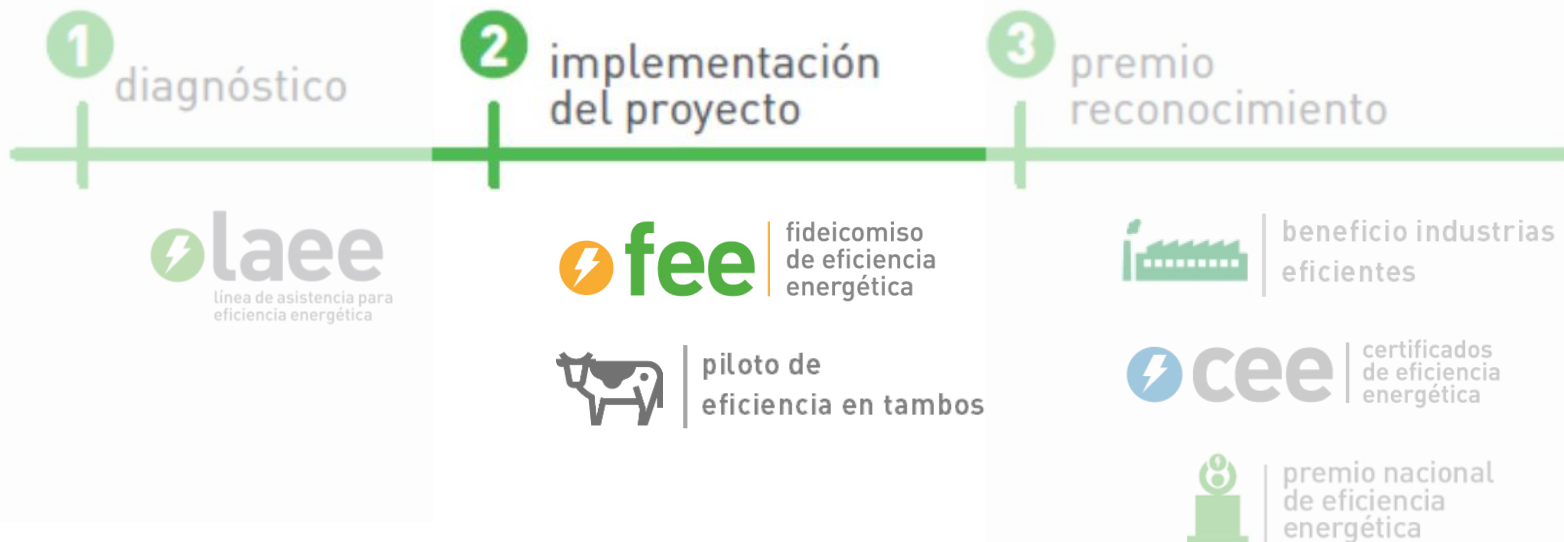 1
diagnóstico
laee
línea de asistencia para
eficiencia energética
2
implementación
del proyecto
fee
fideicomiso
de eficiencia
energética
piloto de
eficiencia en tambos
3
premio
reconocimiento
beneficio industrias
eficientes
cee
certificados
de eficiencia
energética
premio nacional
de eficiencia
energética